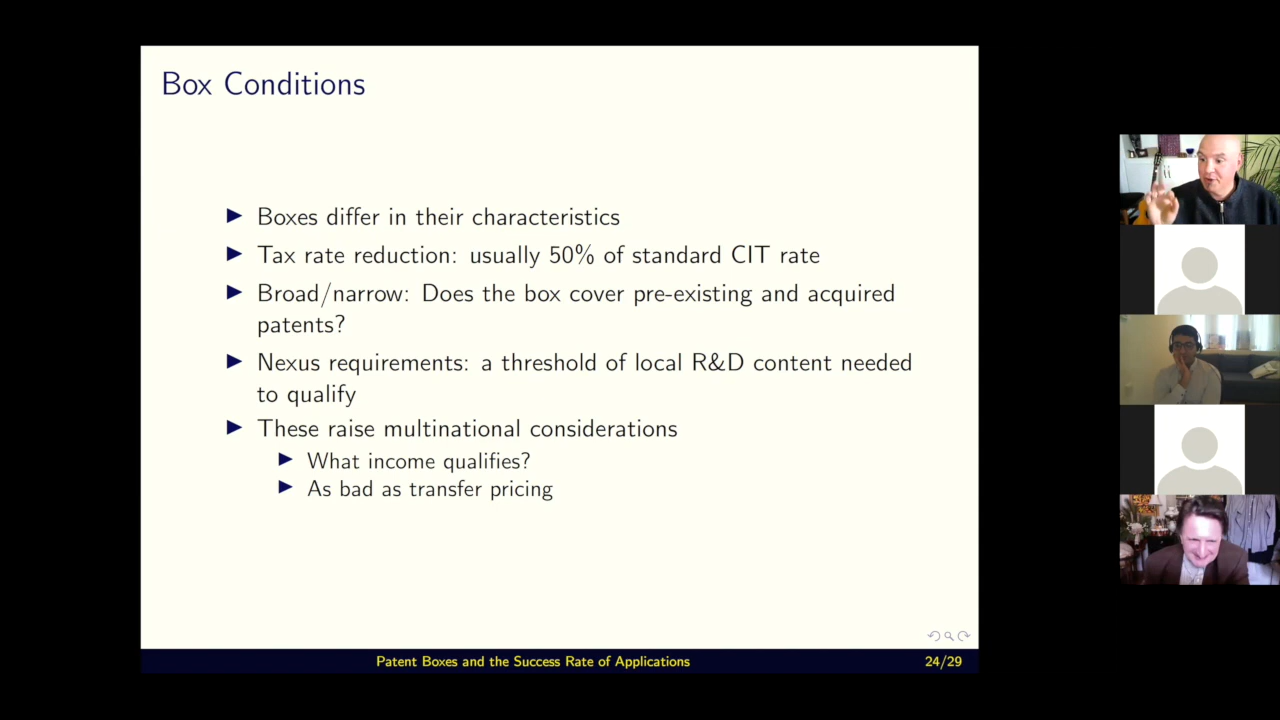 Box Conditions
Boxes differ in their characteristics
Tax rate reduction: usually 50% of standard CIT rate
Broad/narrow: Does the box cover pre-existing and acquired
patents?
Nexus requirements: a threshold of local R&D content needed
to qualify
These raise multinational considerations
What income qualifies?
As bad as transfer pricing
Patent Boxes and the Success Rate of Applications
24/29